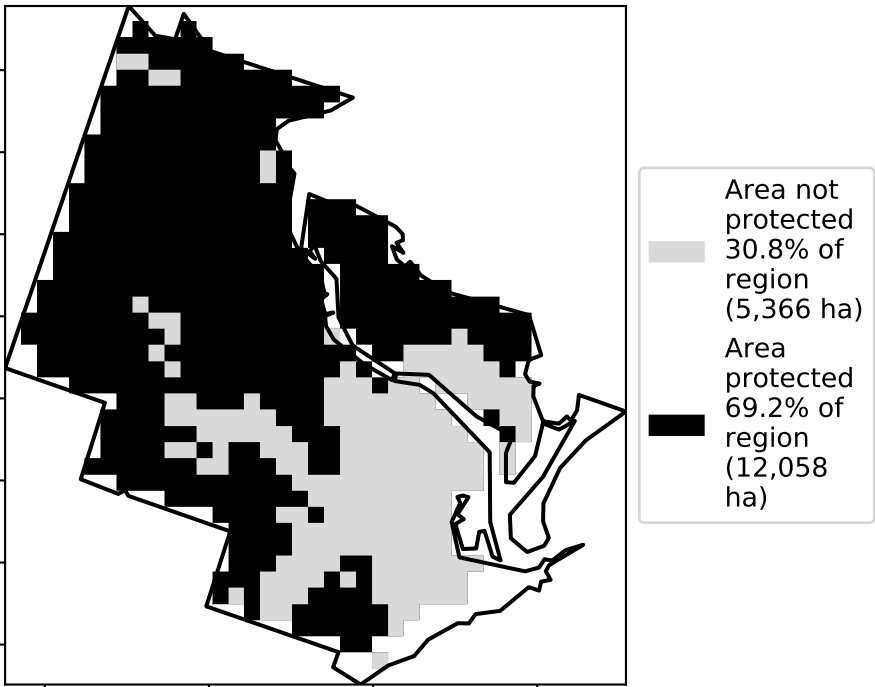 Area not
protected
30.8% of
region
(5,366 ha)
Area
protected
69.2% of
region
(12,058
ha)